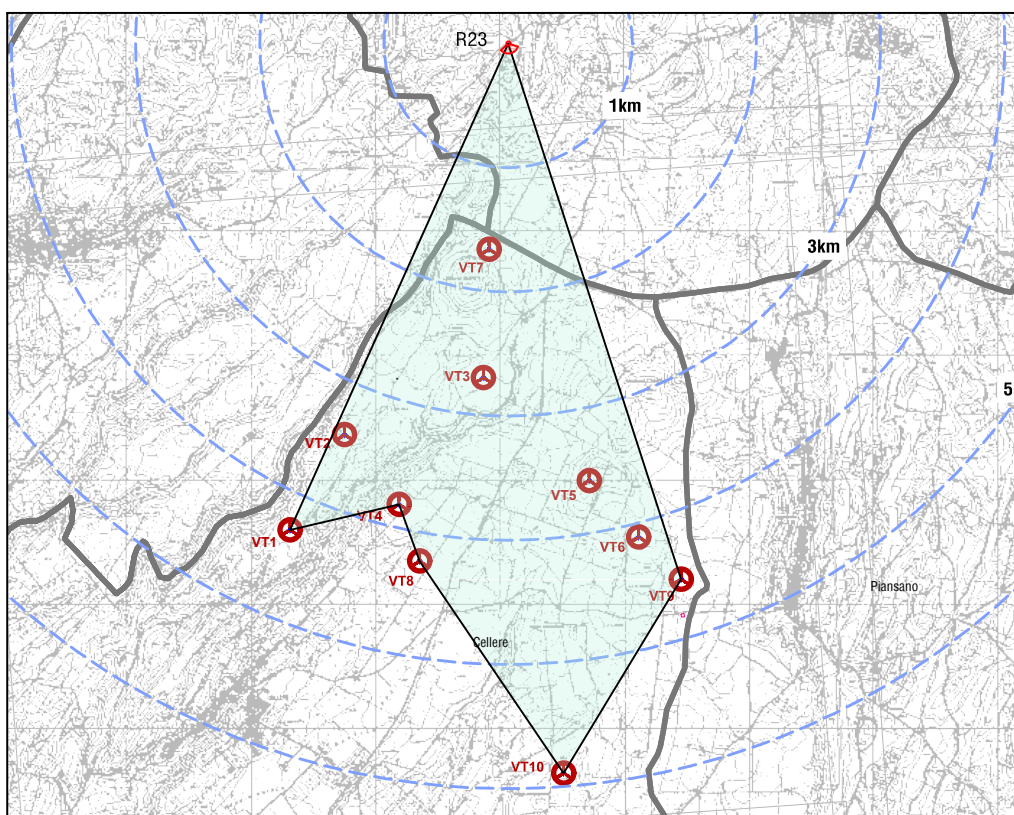 R23
1km
3km
VT7
VT3
5
VT2
VT5
VT4
VT1
VT6
VT8
VT9
Piansano
Cellere
VT10